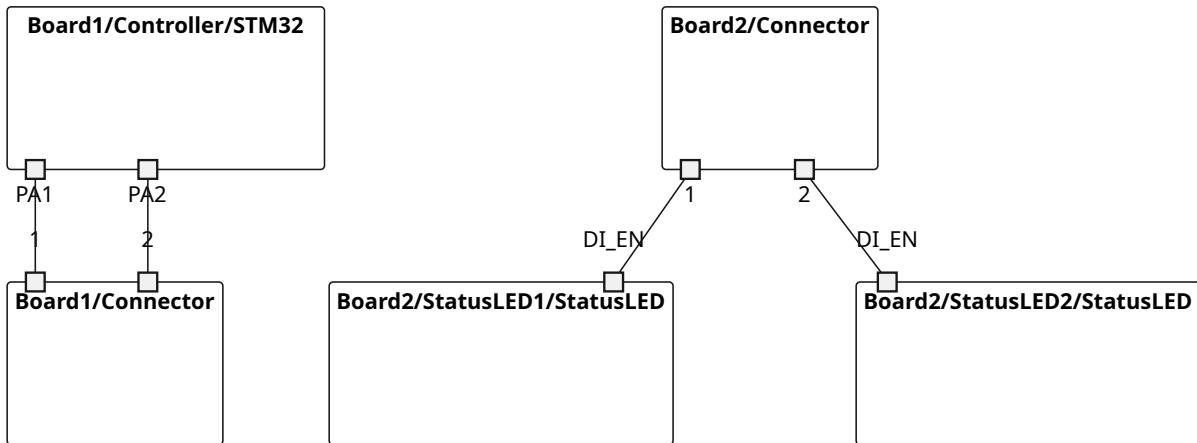 Board1/Controller/STM32
Board2/Connector
PA1
PA2
1
2
1
2
DI_EN
DI_EN
Board1/Connector
Board2/StatusLED1/StatusLED
Board2/StatusLED2/StatusLED